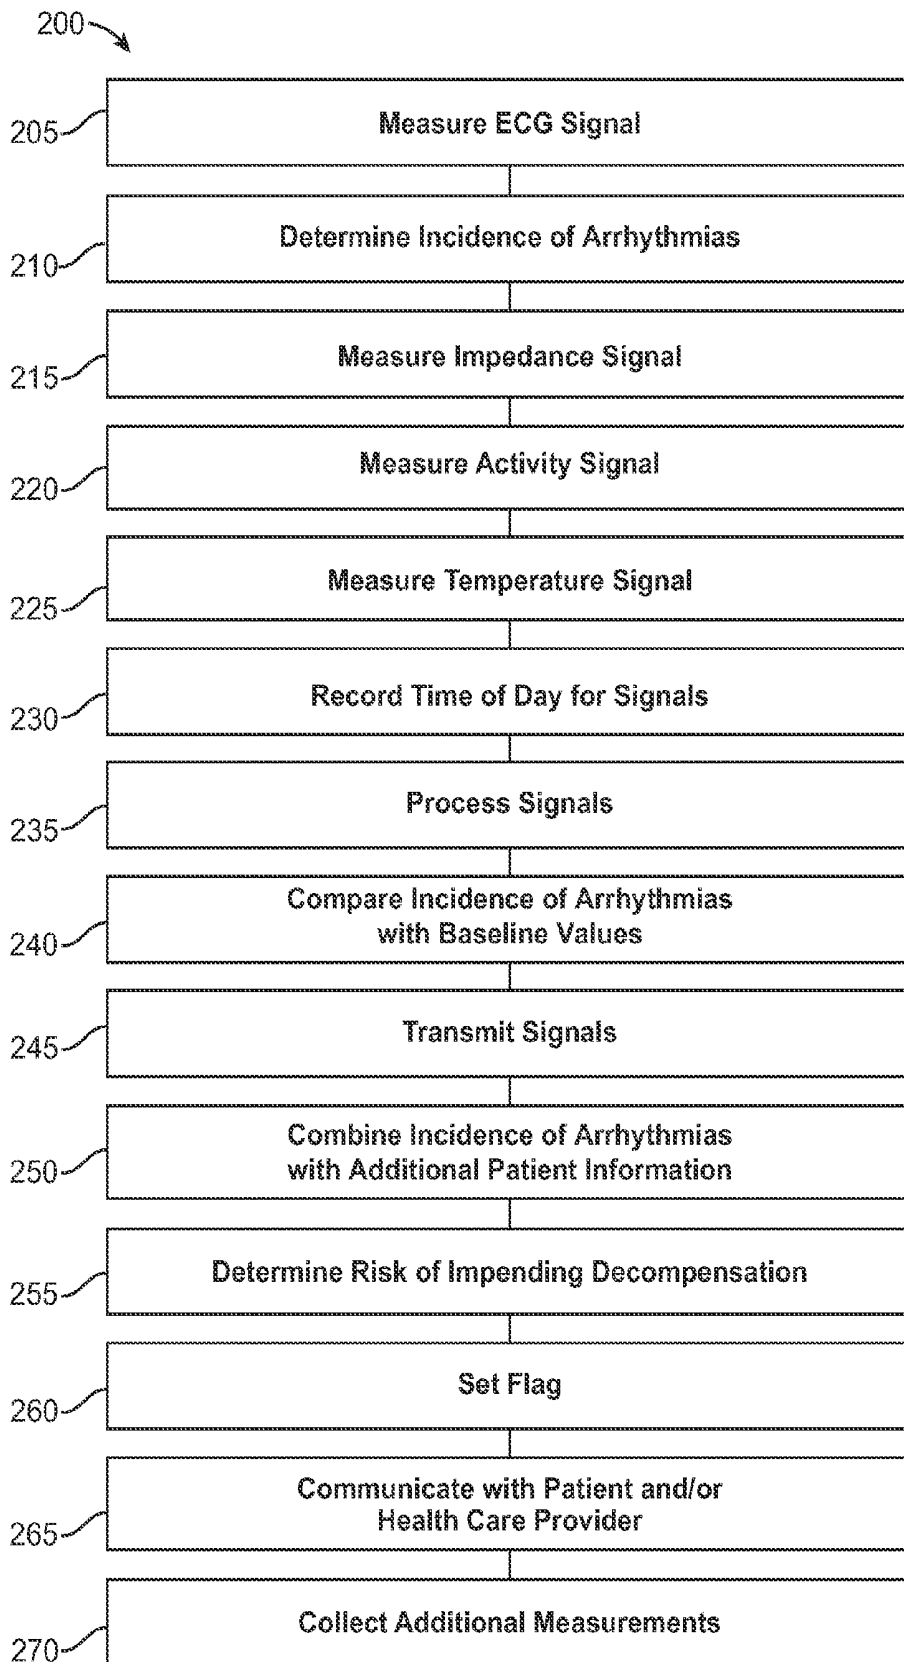 200
205
Measure ECG Signal
210
Determine Incidence of Arrhythmias
215
Measure Impedance Signal
220
Measure Activity Signal
225
Measure Temperature Signal
230
Record Time of Day for Signals
235
Process Signals
240
Compare Incidence of Arrhythmias
with Baseline Values
245
Transmit Signals
250
Combine Incidence of Arrhythmias
with Additional Patient Information
255
Determine Risk of Impending Decompensation
260
Set Flag
265
Communicate with Patient and/or
Health Care Provider
270
Collect Additional Measurements